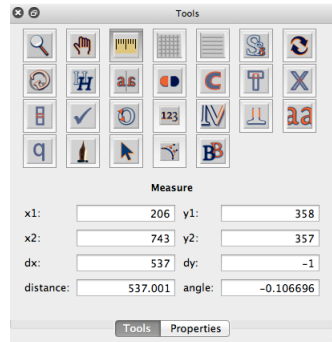 Tools
123
Measure
x1: 206 y1: 358
x2: 743 y2: 357
dx: 537 dy: -1
distance: 537.001 angle: -0.106696
Tools Properties